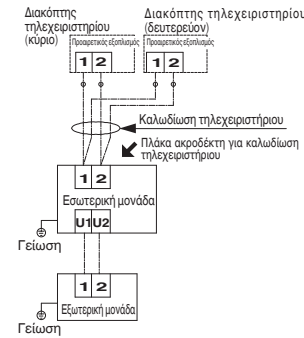 Διακόπτης
τηλεχειριστηρίου
(κύριο)
Διακόπτης τηλεχειριστηρίου
(δευτερεύον)
Προαιρετικός εξοπλισμός
Προαιρετικός εξοπλισμός
1 2
1 2
Καλωδίωση τηλεχειριστηρίου
Πλάκα ακροδέκτη για καλωδίωση
τηλεχειριστηρίου
1 2
Εσωτερική μονάδα
U1 U2
Γείωση
1 2
Εξωτερική μονάδα
Γείωση